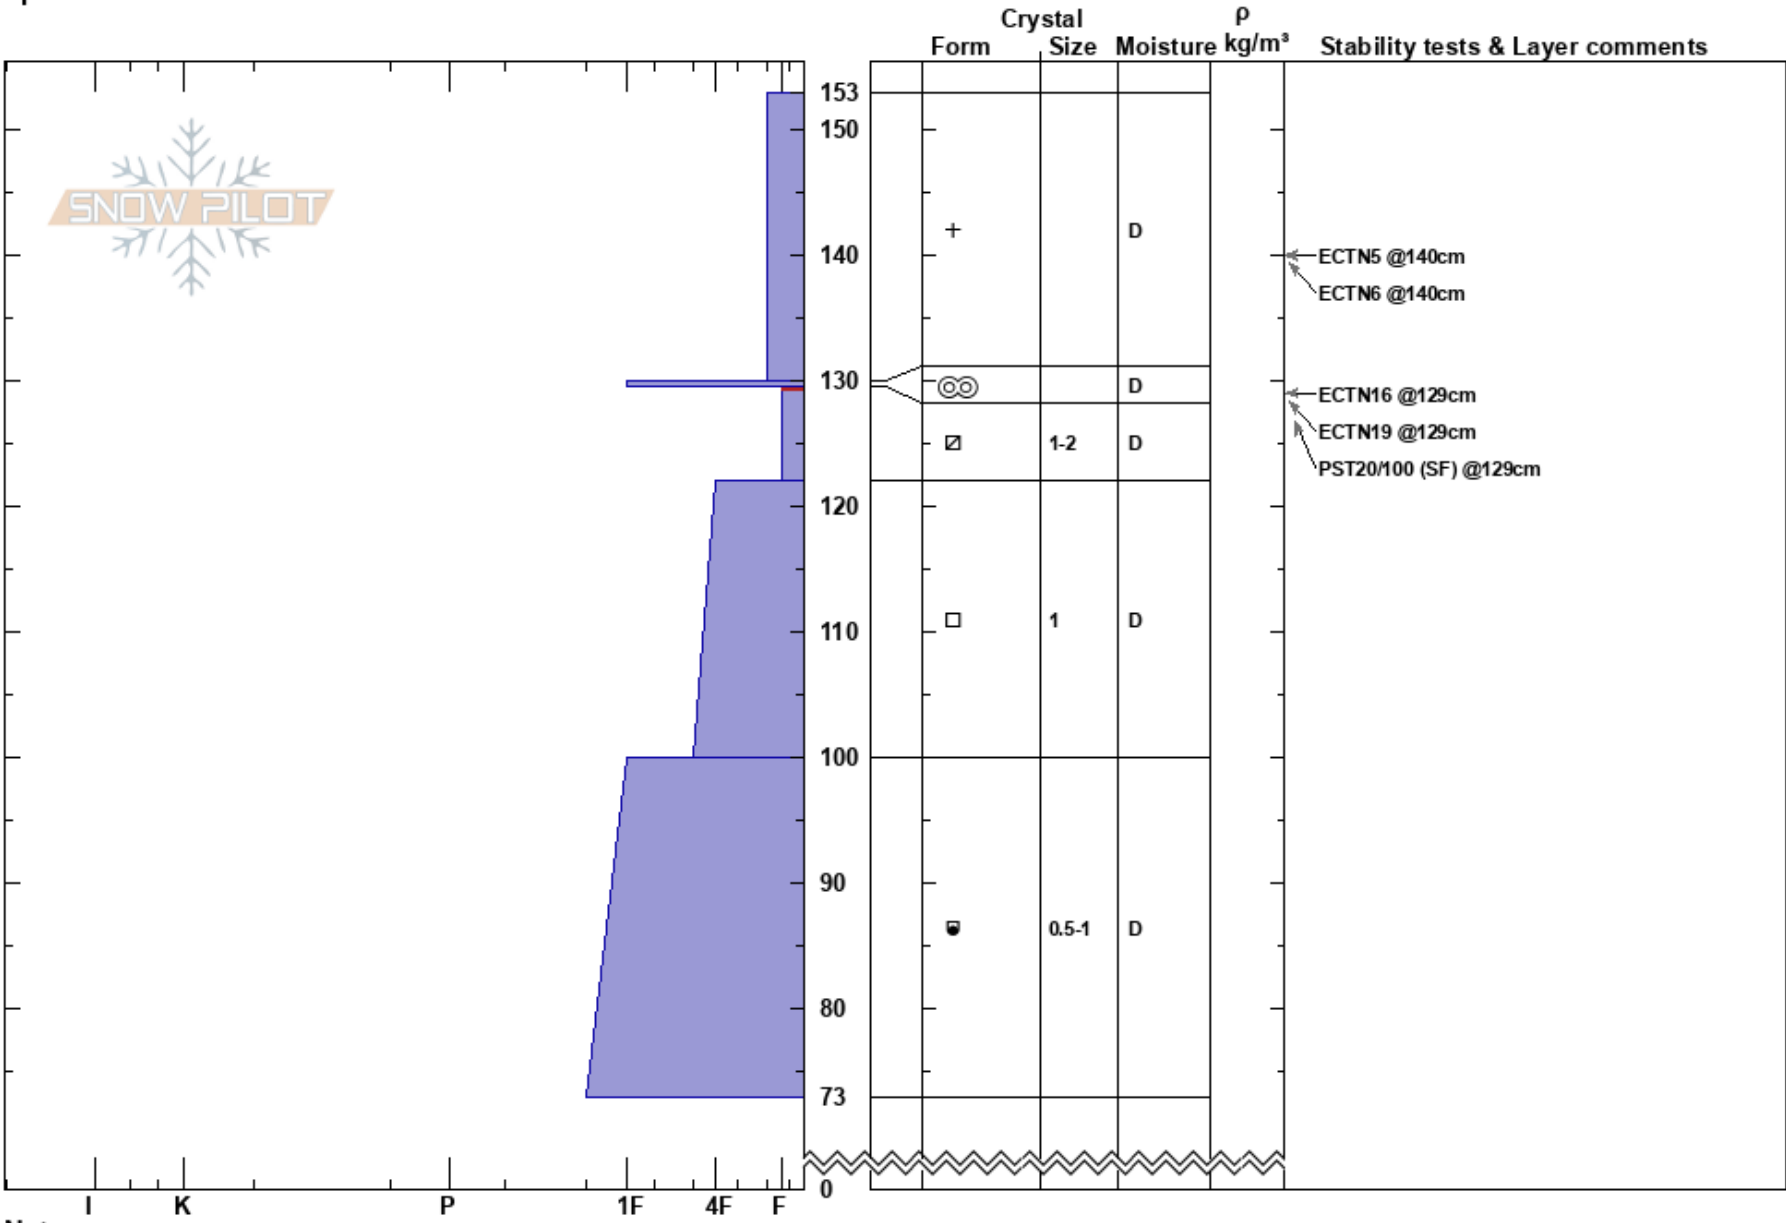 Crystal ρ
Form Size Moisture kg/m³ Stability tests & Layer comments
153
150
SNOW PILOT
+ D
140 ECTN5 @140cm
ECTN6 @140cm
130 D ECTN16 @129cm
ECTN19 @129cm
1-2 D
PST20/100 (SF) @129cm
120
110 1 D
100
90
0.5-1 D
80
73
0
I K P 1F 4F F